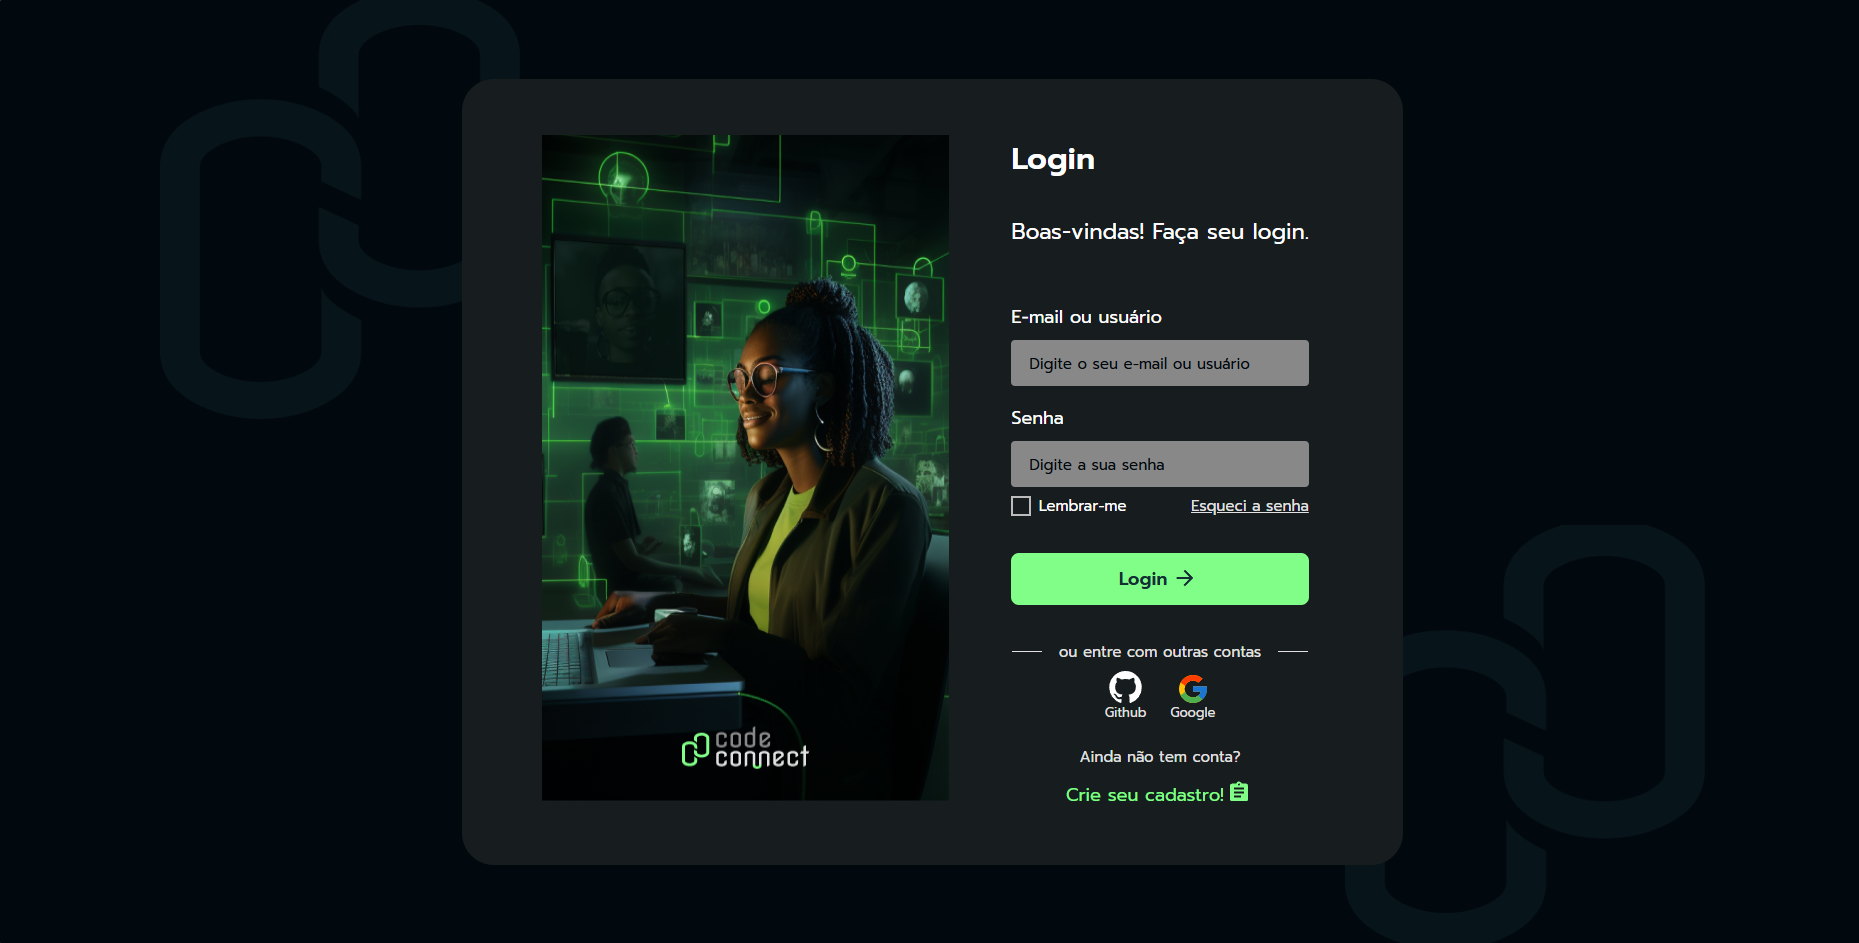 Login
Boas-vindas! Faça seu login.
E-mail ou usuário
Digite o seu e-mail ou usuário
Senha
Digite a sua senha
Lembrar-me
Esqueci a senha
Login
ou entre com outras contas
Github
Google
Ainda não tem conta?
Crie seu cadastro!
code
connect